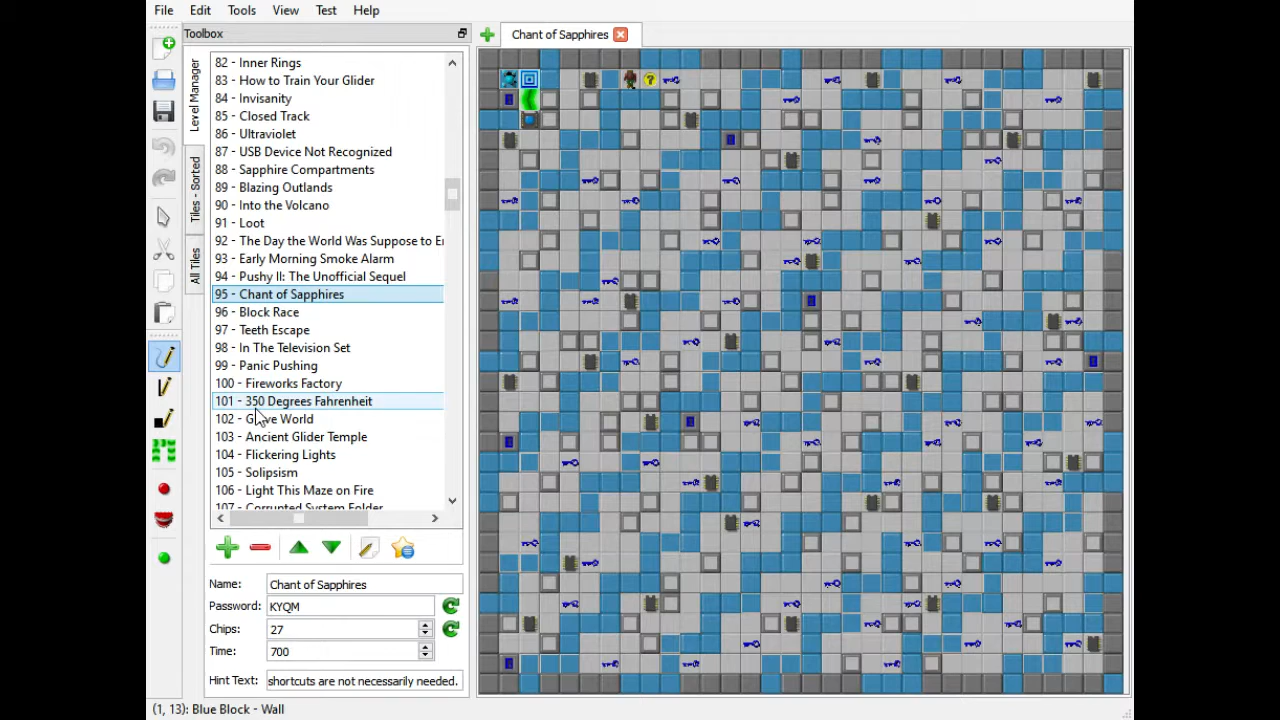 File Edit Tools View Test Help
Toolbox
Chant of Sapphires
Level Manager
Tiles - Sorted
All Tiles
82 - Inner Rings
83 - How to Train Your Glider
84 - Invisanity
85 - Closed Track
86 - Ultraviolet
87 - USB Device Not Recognized
88 - Sapphire Compartments
89 - Blazing Outlands
90 - Into the Volcano
91 - Loot
92 - The Day the World Was Suppose to Er
93 - Early Morning Smoke Alarm
94 - Pushy II: The Unofficial Sequel
95 - Chant of Sapphires
96 - Block Race
97 - Teeth Escape
98 - In The Television Set
99 - Panic Pushing
100 - Fireworks Factory
101 - 350 Degrees Fahrenheit
102 - World
103 - Ancient Glider Temple
104 - Flickering Lights
105 - Solipsism
106 - Light This Maze on Fire
107 - Corrupted System Folder
Name: Chant of Sapphires
Password: KYQM
Chips: 27
Time: 700
Hint Text: shortcuts are not necessarily needed.
(1, 13): Blue Block - Wall